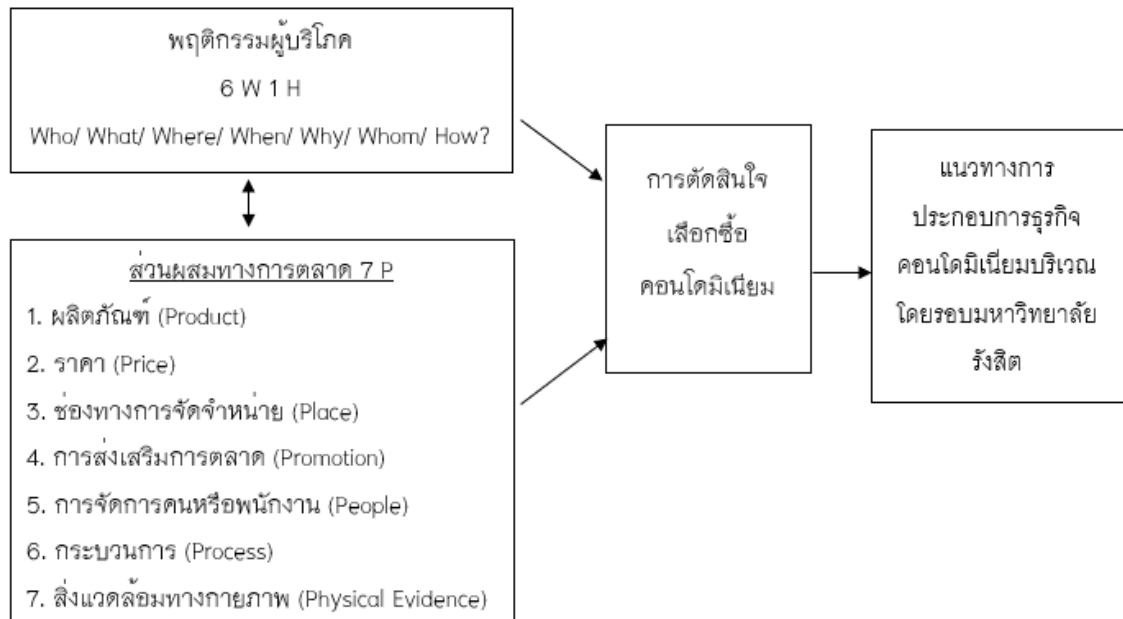 พฤติกรรมผู้บริโภค
6 W 1 H
Who/ What/ Where/ When/ Why/ Whom/ How?
ส่วนผสมทางการตลาด 7 P
1. ผลิตภัณฑ์ (Product)
2. ราคา (Price)
3. ช่องทางการจัดจำหน่าย (Place)
4. การส่งเสริมการตลาด (Promotion)
5. การจัดการคนหรือพนักงาน (People)
6. กระบวนการ (Process)
7. สิ่งแวดล้อมทางกายภาพ (Physical Evidence)
การตัดสินใจ
เลือกซื้อ
คอนโดมิเนียม
แนวทางการ
ประกอบการธุรกิจ
คอนโดมิเนี่ยมบริเวณ
โดยรอบมหาวิทยาลัย
รังสิต